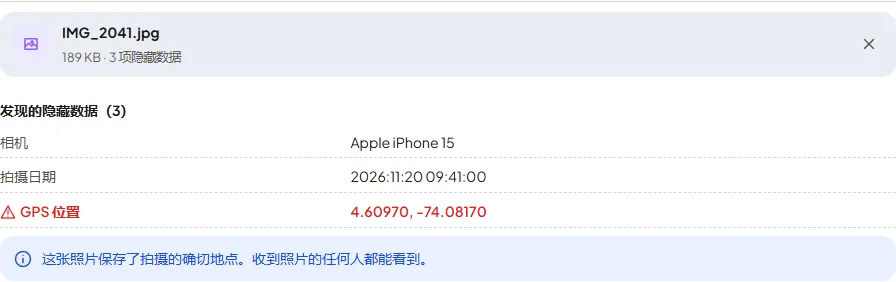 IMG_2041.jpg
189 KB · 3 项隐藏数据
发现的隐藏数据（3）
相机 Apple iPhone 15
拍摄日期 2026:11:20 09:41:00
GPS 位置 4.60970, -74.08170
这张照片保存了拍摄的确切地点。收到照片的任何人都能看到。